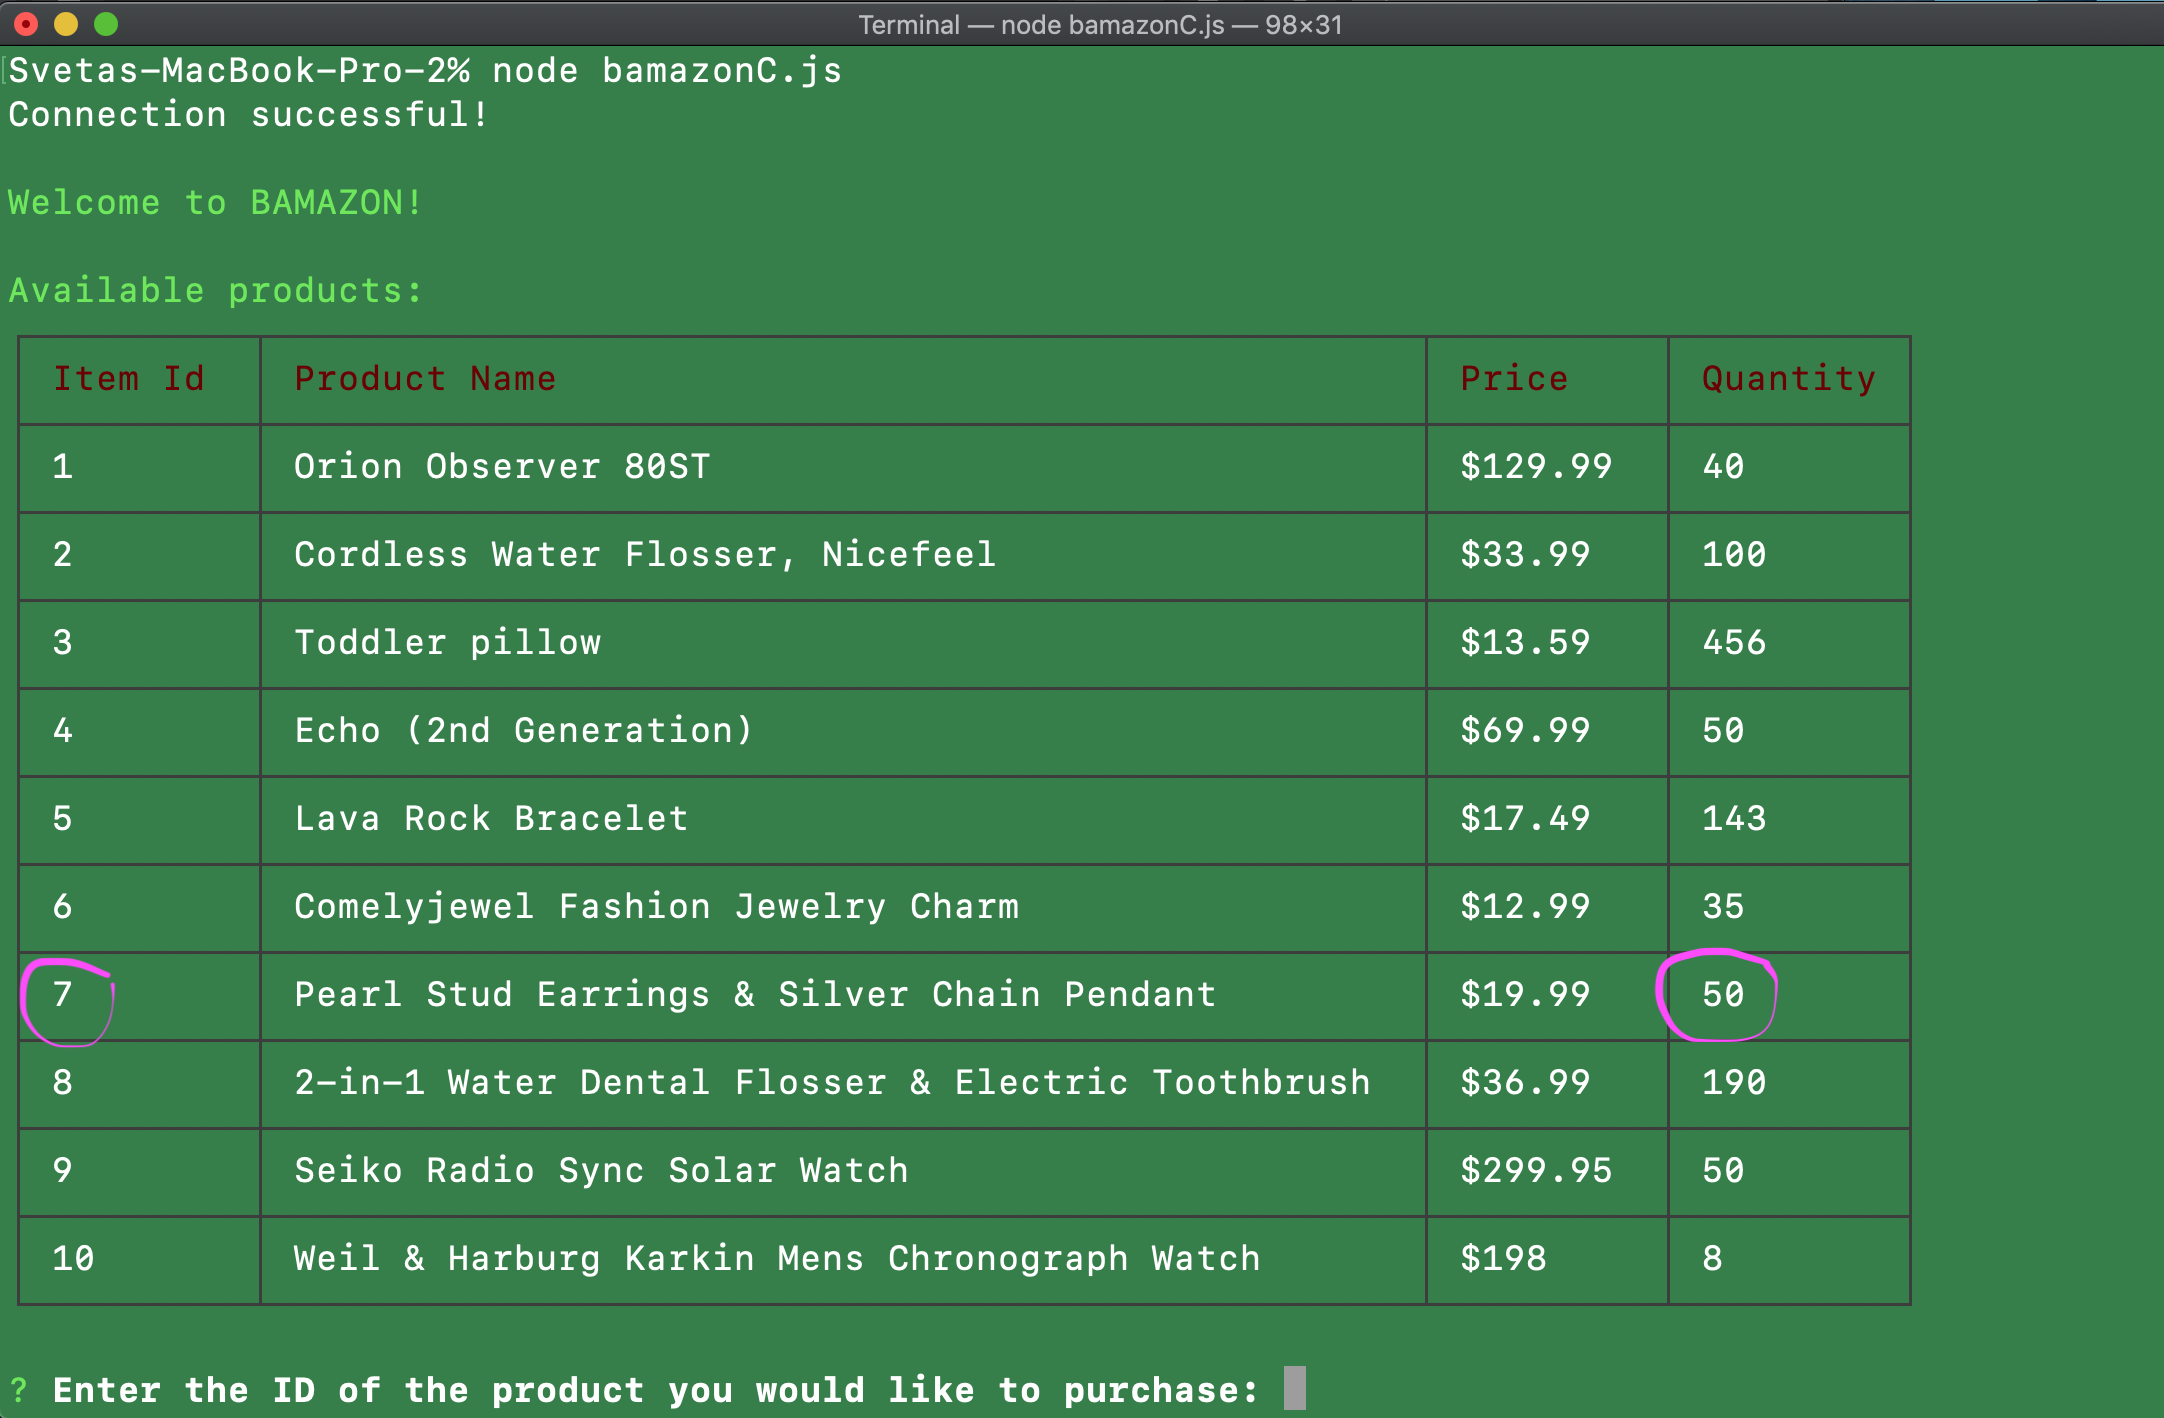 Terminal — node bamazonC.js — 98×31
Svetas-MacBook-Pro-2% node bamazonC.js
Connection successful!
Welcome to BAMAZON!
Available products:
Item Id Product Name Price Quantity
1 Orion Observer 80ST $129.99 40
2 Cordless Water Flosser, Nicefeel $33.99 100
3 Toddler pillow $13.59 456
4 Echo (2nd Generation) $69.99 50
5 Lava Rock Bracelet $17.49 143
6 Comelyjewel Fashion Jewelry Charm $12.99 35
7 Pearl Stud Earrings & Silver Chain Pendant $19.99 50
8 2-in-1 Water Dental Flosser & Electric Toothbrush $36.99 190
9 Seiko Radio Sync Solar Watch $299.95 50
10 Weil & Harburg Karkin Mens Chronograph Watch $198 8
? Enter the ID of the product you would like to purchase: